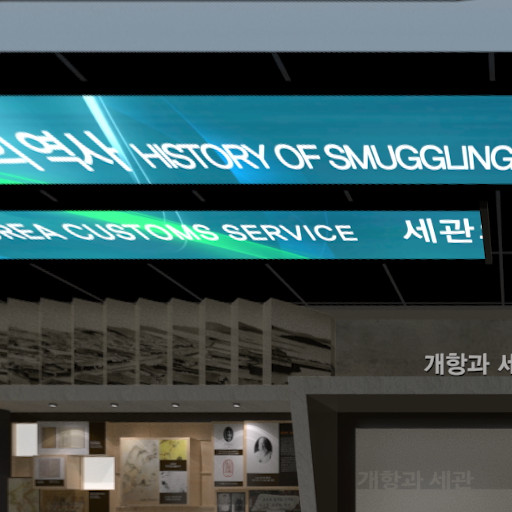 의역사 HISTORY OF SMUGGLING
REA CUSTOMS SERVICE 세관
개항과 세
개항과 세관